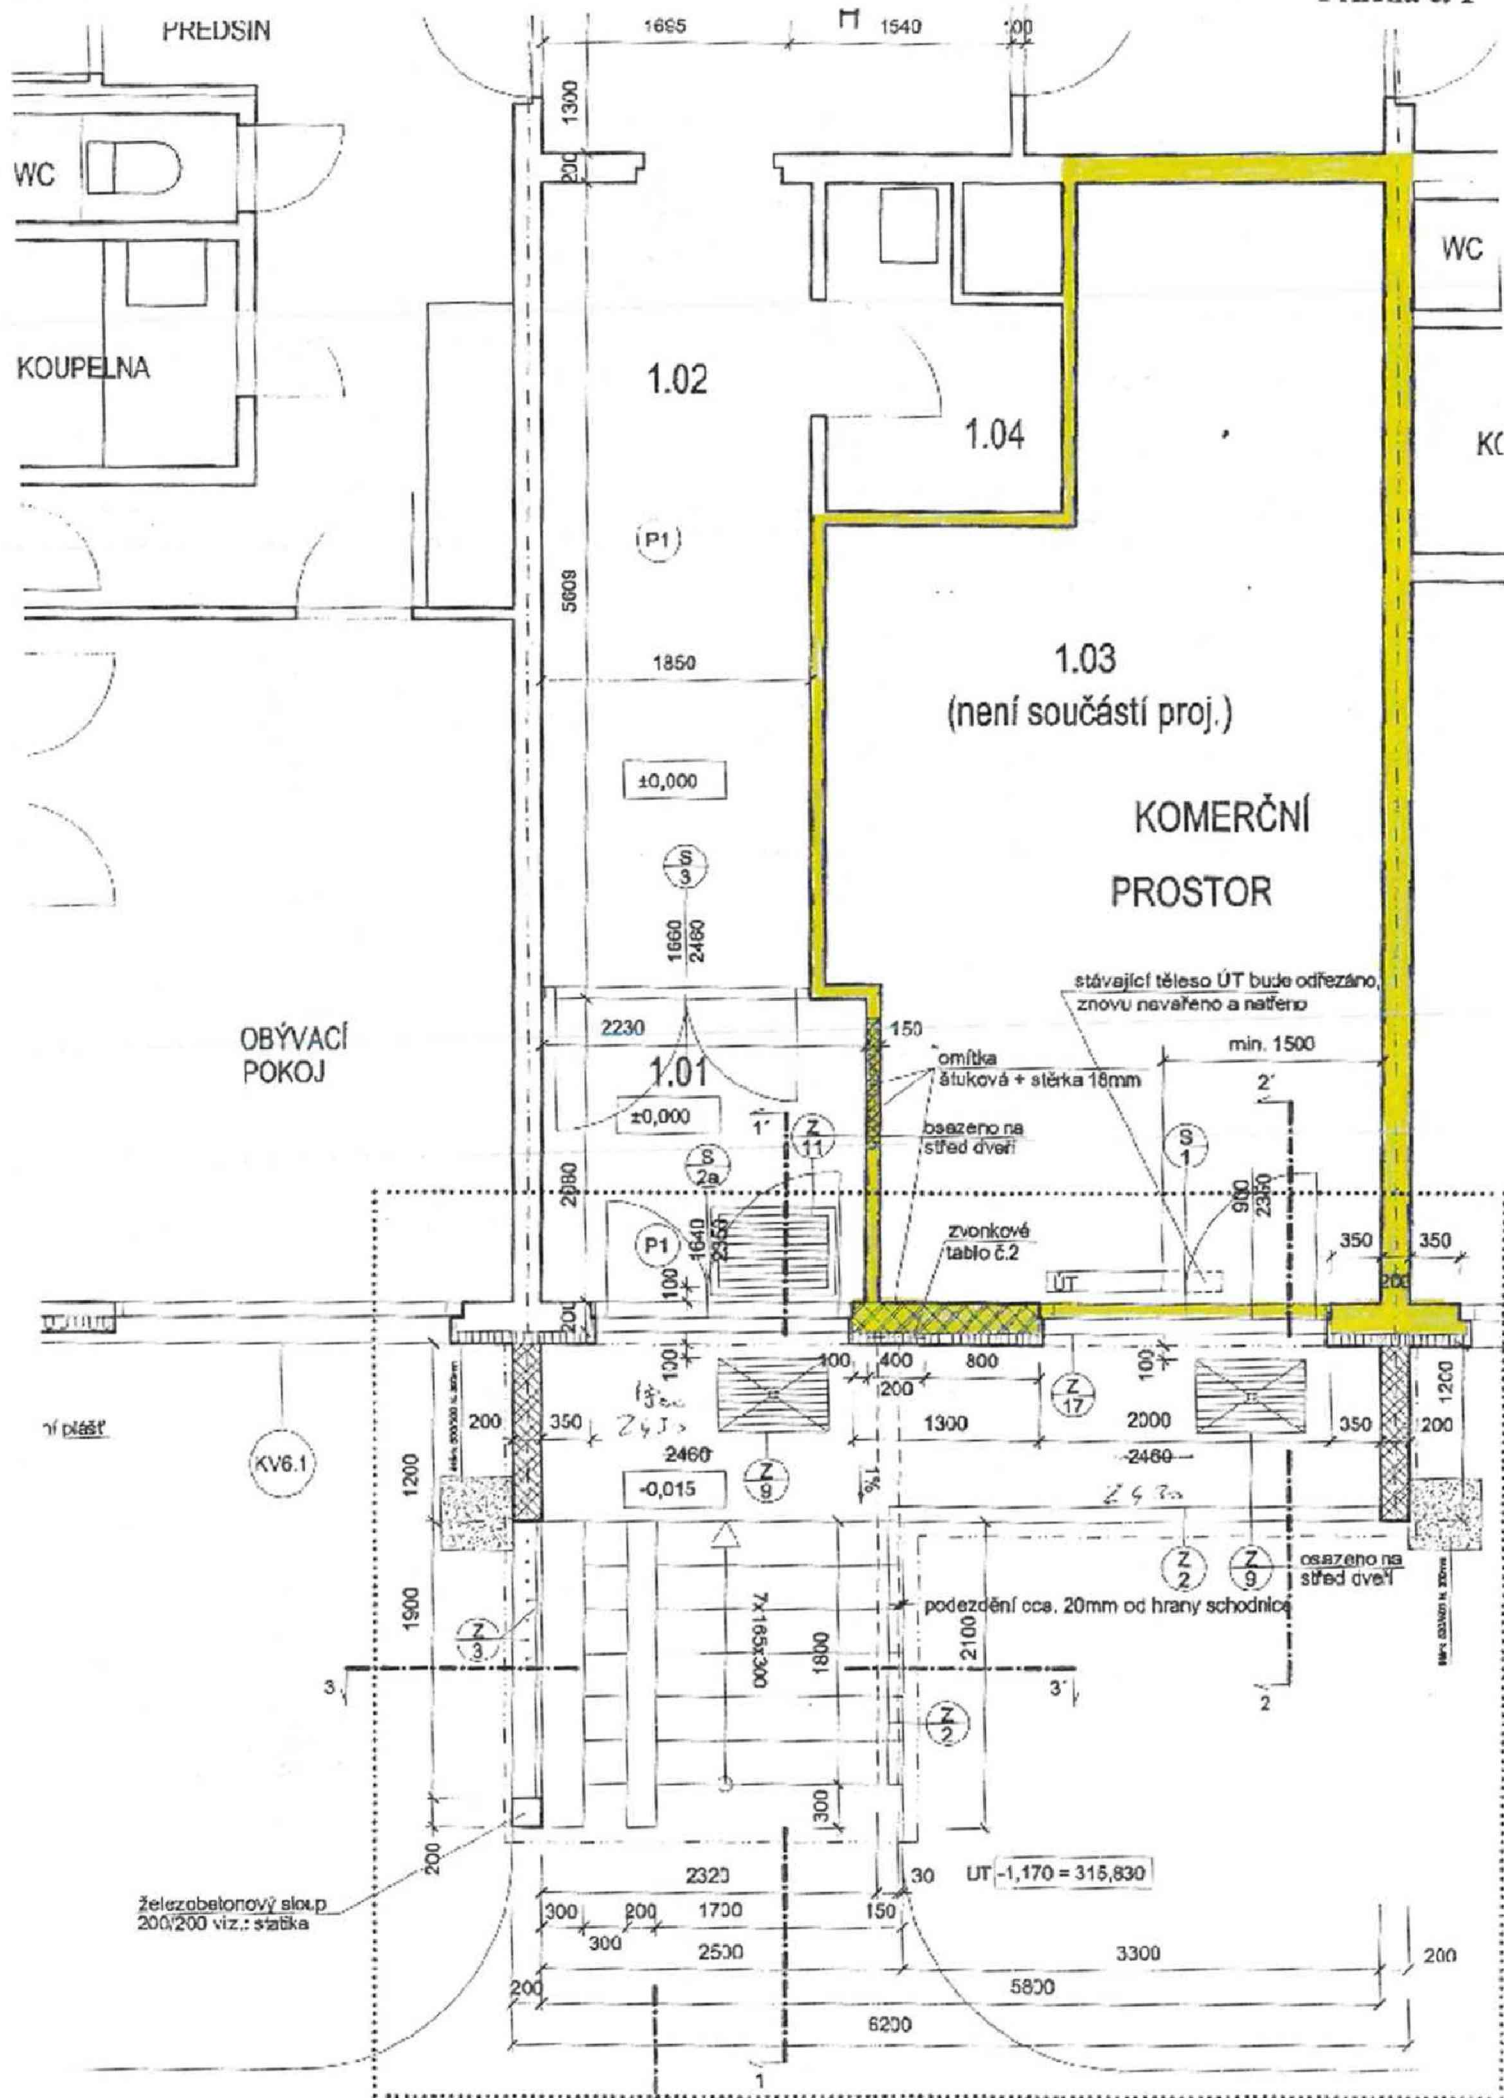 PŘEDSÍŇ
1695
1540
100
1300
200
WC
WC
KOUPELNA
1.02
1.04
P1
5609
1850
1.03
(není součástí proj.)
±0,000
KOMERČNÍ
PROSTOR
S
3
1660
2460
stávající těleso ÚT bude odřezáno,
znovu navařeno a natřeno
OBÝVACÍ
POKOJ
2230
150
min. 1500
1.01
omítka
štuková + stěrka 18mm
2'
±0,000
1'
Z
11
osazeno na
střed dveří
S
1
S
2a
2080
900
2350
P1
1640
2350
zvonkové
tablo č.2
350
350
100
ÚT
200
200
100
100
400
800
100
200
Z
17
1200
ní plášť
200
350
1300
2000
350
200
KV6.1
2460
2460
1200
-0,015
Z
9
1%
2430
Z
2
Z
9
osazeno na
střed dveří
1900
7x165x300
podezdění cca. 20mm od hrany schodnice
Z
3
1800
2100
3
3'
2
Z
2
300
200
2320
30
UT -1,170 = 315,830
železobetonový sloup
200/200 viz.: statika
300
200
1700
150
300
2500
3300
200
200
5800
6200
1